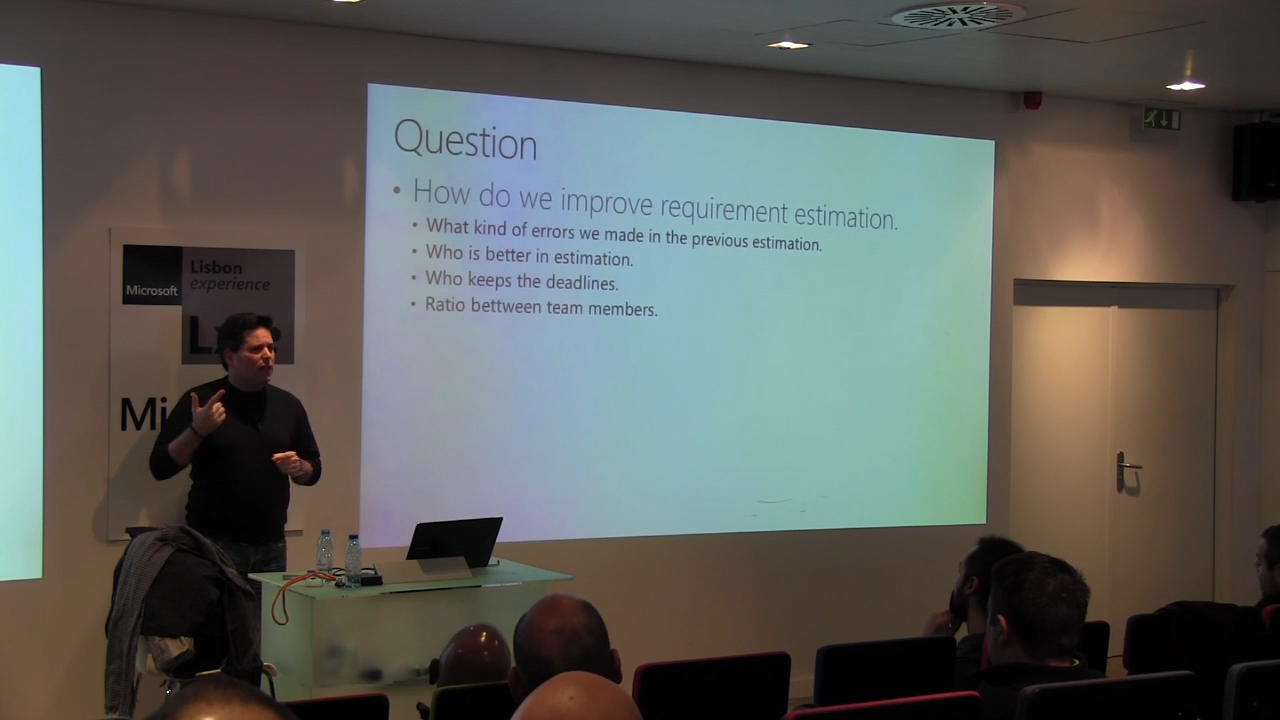 Question
• How do we improve requirement estimation.
• What kind of errors we made in the previous estimation.
• Who is better in estimation.
• Who keeps the deadlines.
• Ratio bettween team members.
Microsoft
Lisbon
experience